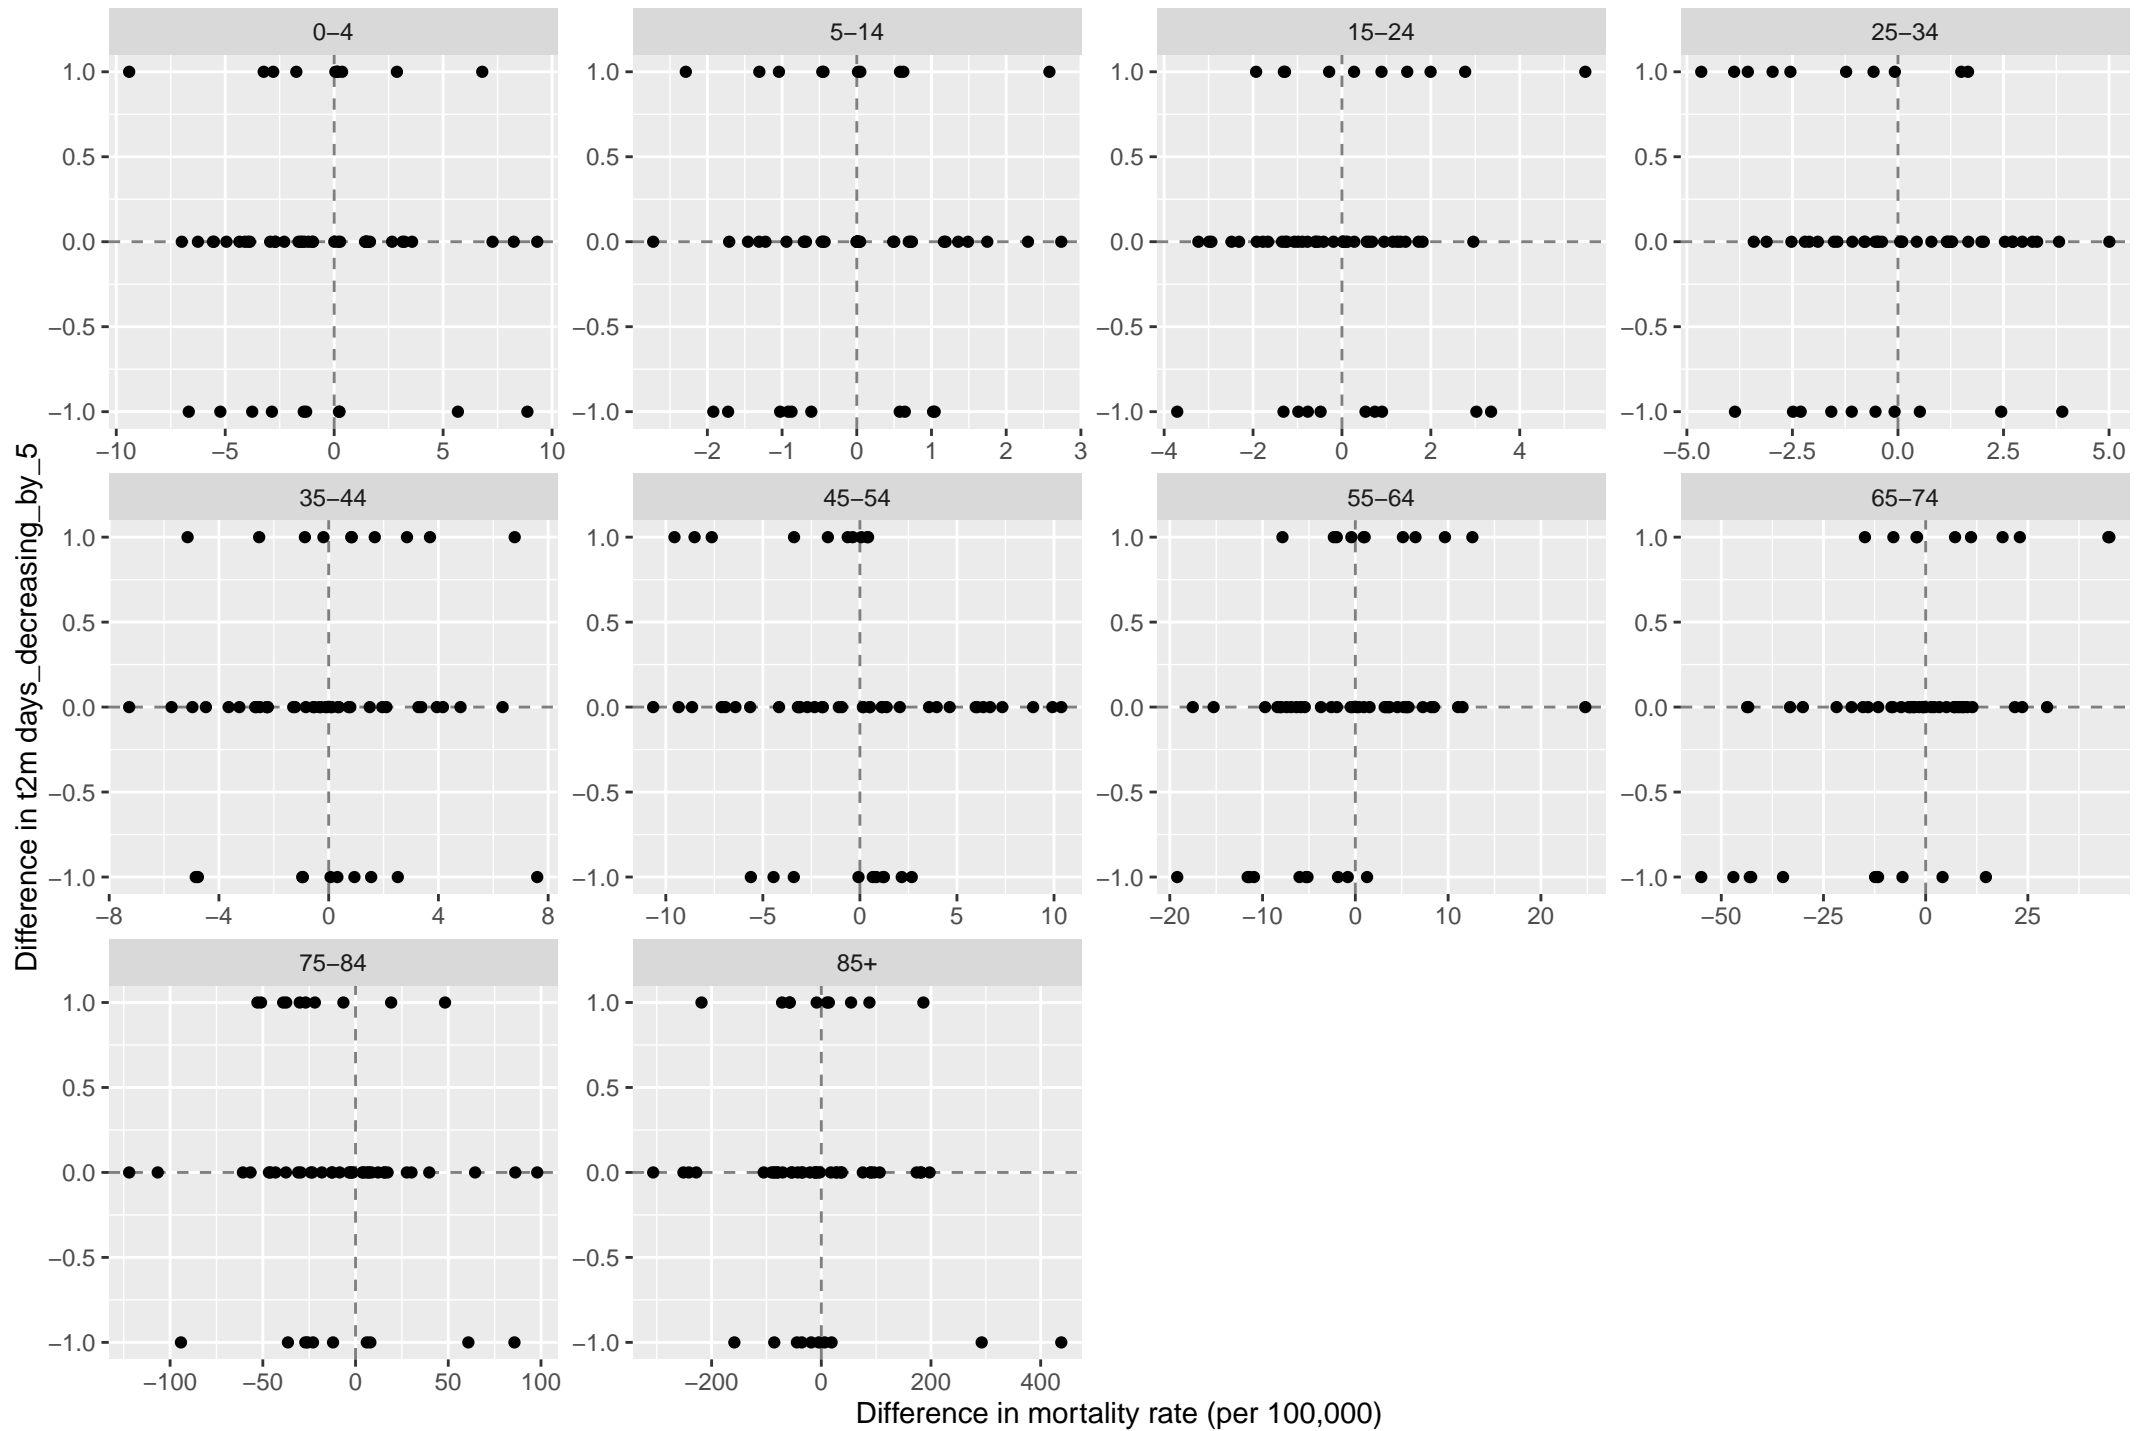 0−4 5−14 15−24 25−34
1.0 1.0 1.0 1.0
0.5 0.5 0.5 0.5
0.0 0.0 0.0 0.0
−0.5 −0.5 −0.5 −0.5
−1.0 −1.0 −1.0 −1.0
−10 −5 0 5 10 −2 −1 0 1 2 3 −4 −2 0 2 4 −5.0 −2.5 0.0 2.5 5.0
35−44 45−54 55−64 65−74
1.0 1.0 1.0 1.0
0.5 0.5 0.5 0.5
0.0 0.0 0.0 0.0
−0.5 −0.5 −0.5 −0.5
−1.0 −1.0 −1.0 −1.0
−8 −4 0 4 8 −10 −5 0 5 10 −20 −10 0 10 20 −50 −25 0 25
75−84 85+
1.0 1.0
0.5 0.5
0.0 0.0
−0.5 −0.5
−1.0 −1.0
−100 −50 0 50 100 −200 0 200 400
Difference in mortality rate (per 100,000)
Difference in t2m days_decreasing_by_5